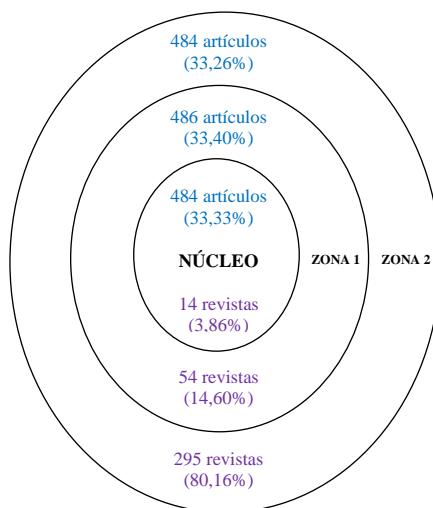 484 artículos
(33,26%)
486 artículos
(33,40%)
484 artículos
(33,33%)
NÚCLEO ZONA 1 ZONA 2
14 revistas
(3,86%)
54 revistas
(14,60%)
295 revistas
(80,16%)